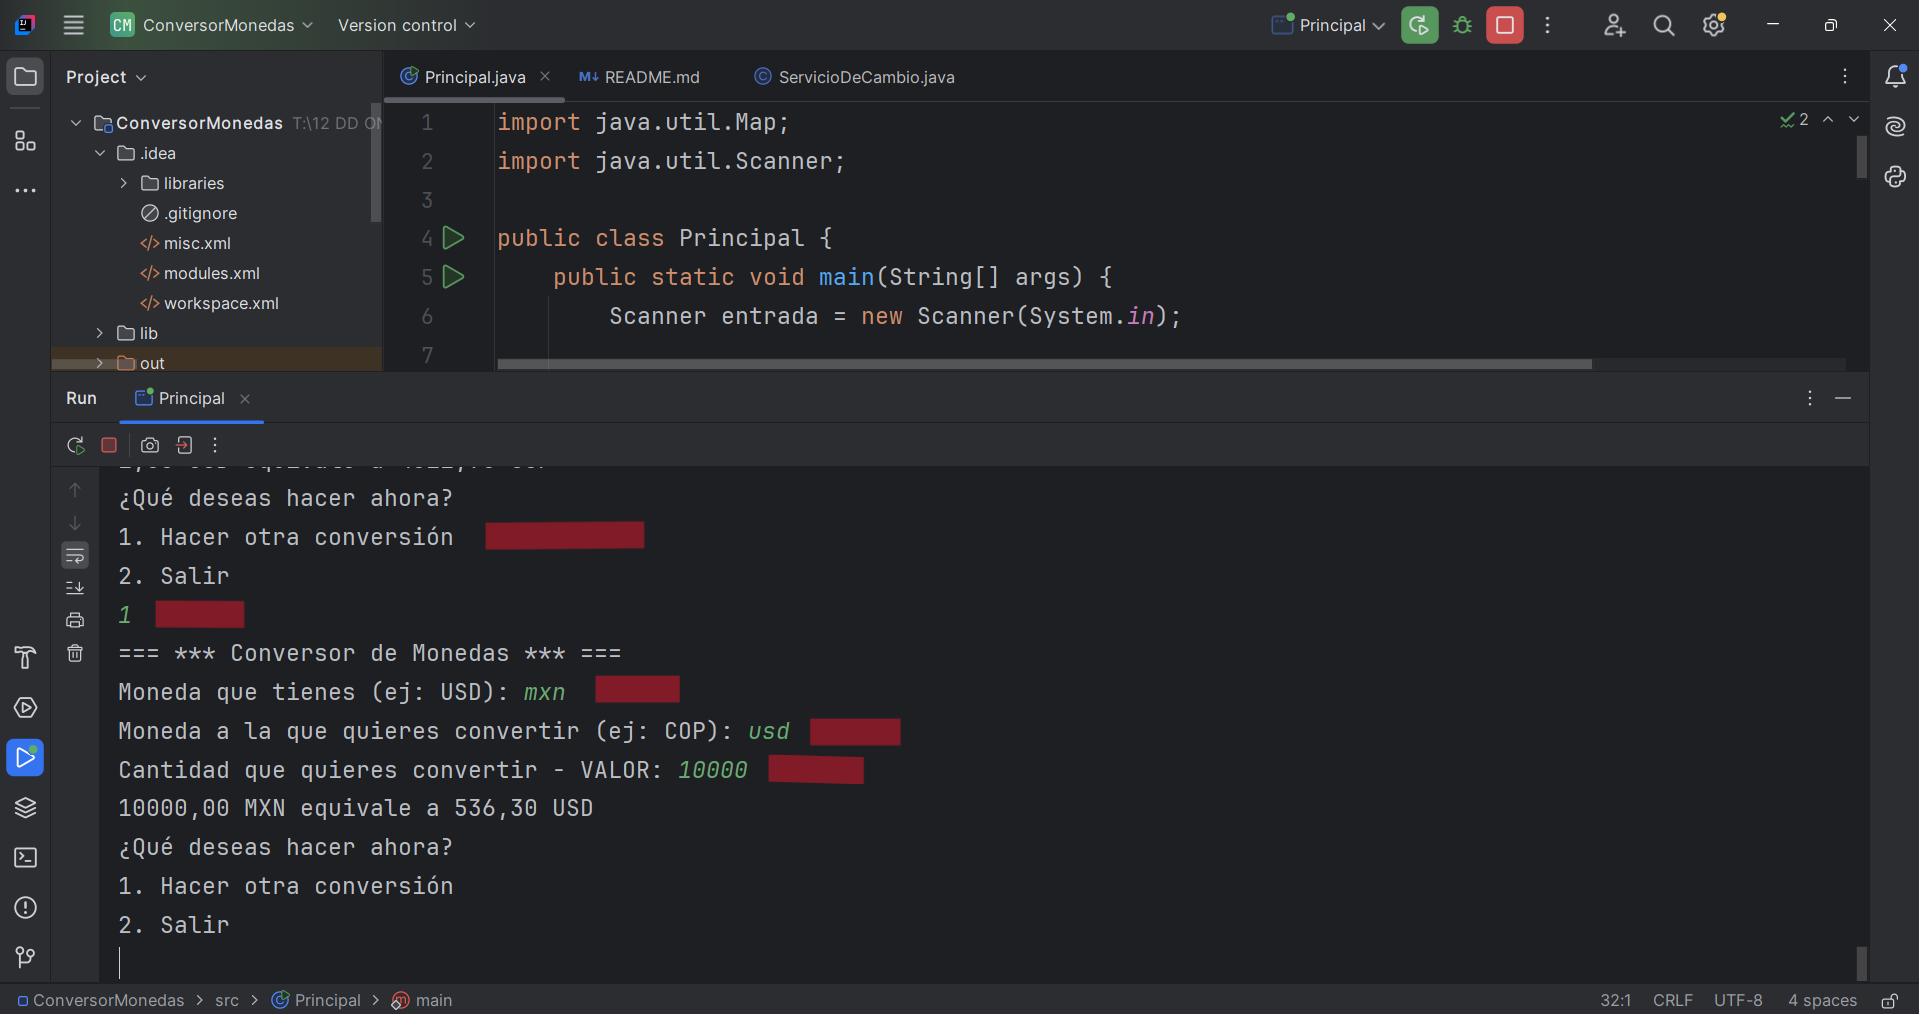 CM ConversorMonedas Version control Principal
Project
Principal.java README.md ServicioDeCambio.java
ConversorMonedas T:\12 DD
.idea
libraries
.gitignore
misc.xml
modules.xml
workspace.xml
lib
out
2
1 import java.util.Map;
2 import java.util.Scanner;
3
4 public class Principal {
5 public static void main(String[] args) {
6 Scanner entrada = new Scanner(System.in);
7
Run Principal
¿Qué deseas hacer ahora?
1. Hacer otra conversión
2. Salir
1
=== *** Conversor de Monedas *** ===
Moneda que tienes (ej: USD): mxn
Moneda a la que quieres convertir (ej: COP): usd
Cantidad que quieres convertir - VALOR: 10000
10000,00 MXN equivale a 536,30 USD
¿Qué deseas hacer ahora?
1. Hacer otra conversión
2. Salir
ConversorMonedas > src > Principal > main 32:1 CRLF UTF-8 4 spaces